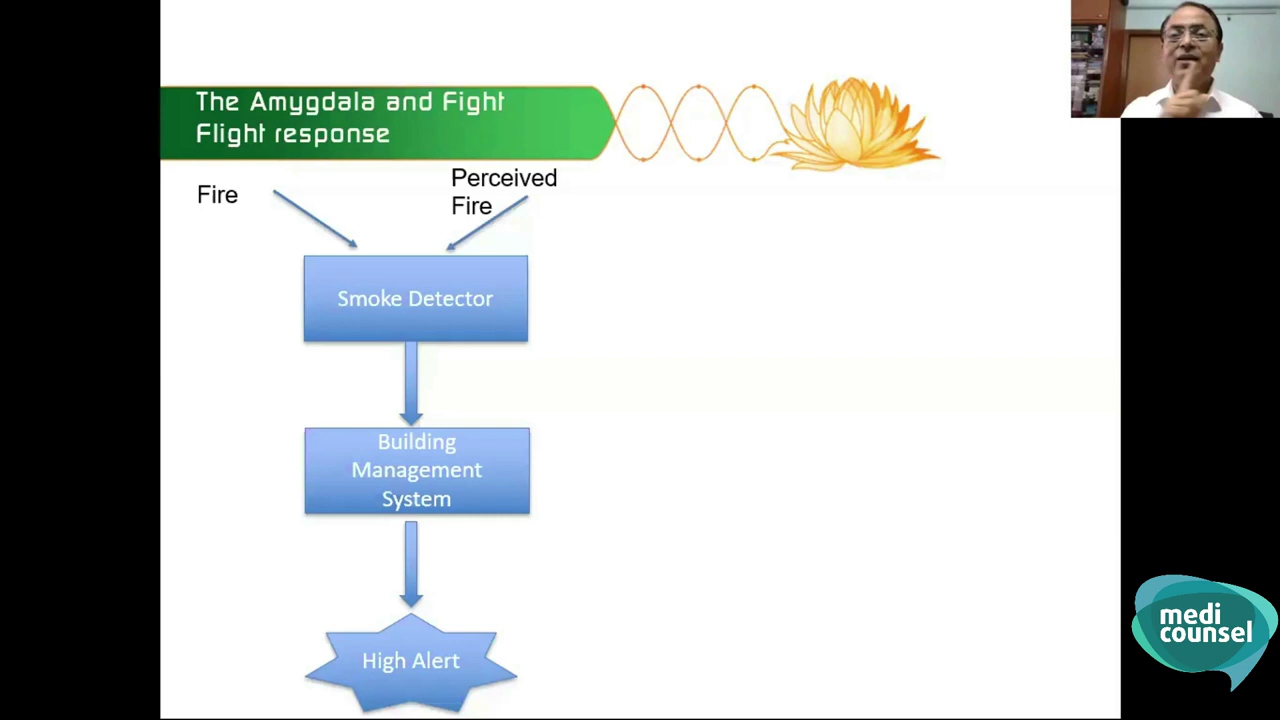 The Amygdala and Fight
Flight response
Fire
Perceived
Fire
Smoke Detector
Building
Management
System
High Alert
medi
counsel